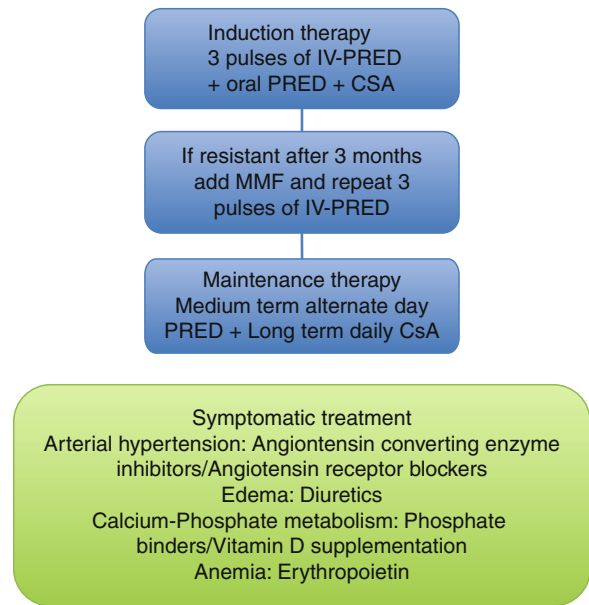 Induction therapy
3 pulses of IV-PRED
+ oral PRED + CSA
If resistant after 3 months
add MMF and repeat 3
pulses of IV-PRED
Maintenance therapy
Medium term alternate day
PRED + Long term daily CsA
Symptomatic treatment
Arterial hypertension: Angiontensin converting enzyme
inhibitors/Angiotensin receptor blockers
Edema: Diuretics
Calcium-Phosphate metabolism: Phosphate
binders/Vitamin D supplementation
Anemia: Erythropoietin